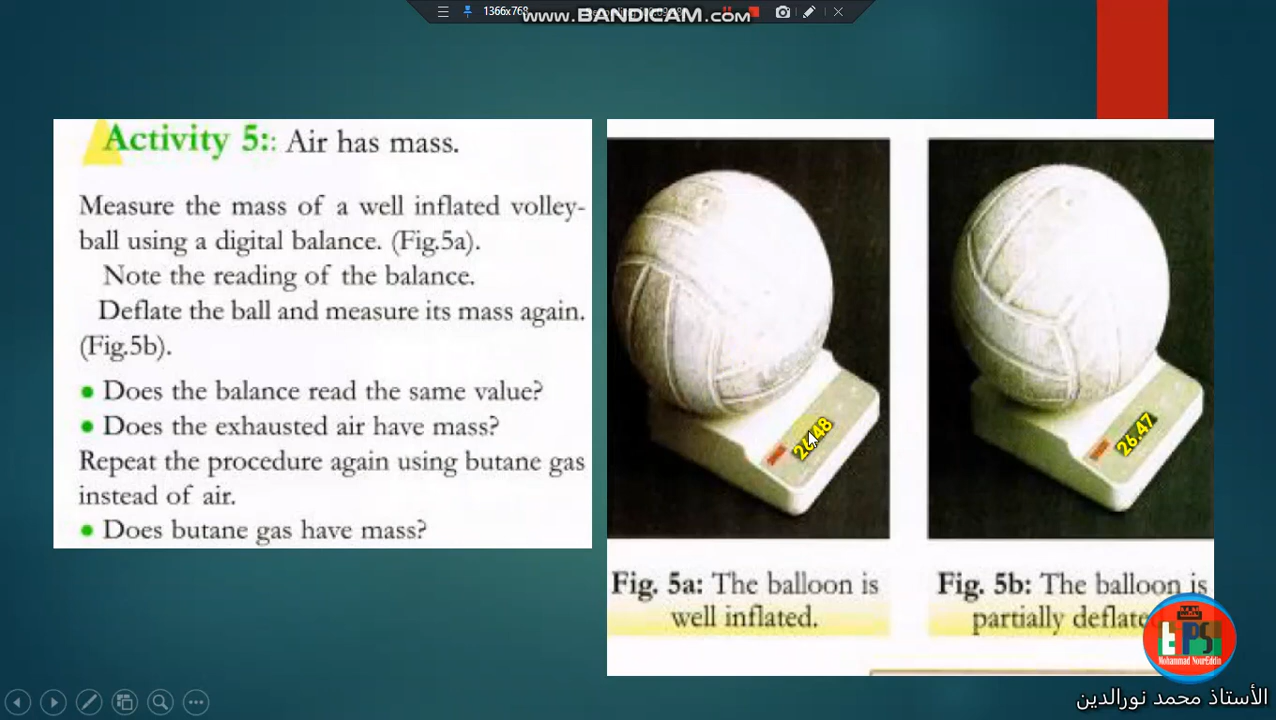 1366x768
www.BANDICAM.com
Activity 5:: Air has mass.
Measure the mass of a well inflated volley-
ball using a digital balance. (Fig.5a).
Note the reading of the balance.
Deflate the ball and measure its mass again.
(Fig.5b).
• Does the balance read the same value?
• Does the exhausted air have mass?
Repeat the procedure again using butane gas
instead of air.
• Does butane gas have mass?
26.47
Fig. 5a: The balloon is
well inflated.
Fig. 5b: The balloon is
partially
Mohammad NourEddin
الأستاذ محمد نورالدين